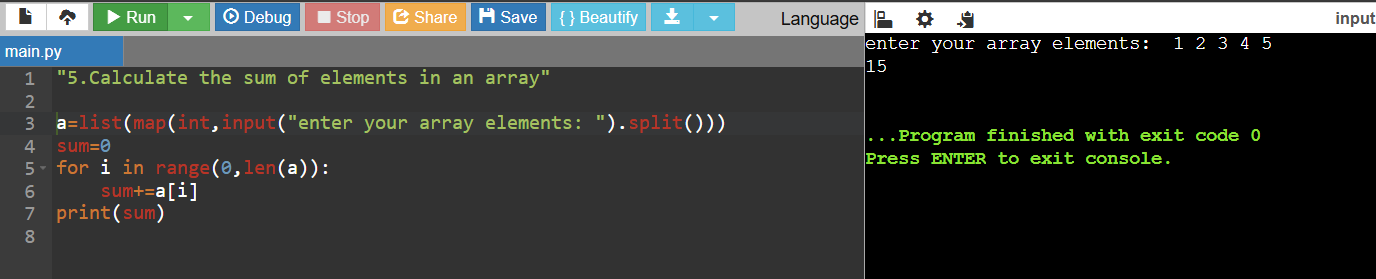 Run Debug Stop Share Save { } Beautify Language
input
main.py
1 "5.Calculate the sum of elements in an array"
2
3 a=list(map(int,input("enter your array elements: ").split()))
4 sum=0
5 for i in range(0,len(a)):
6 sum+=a[i]
7 print(sum)
8
enter your array elements:  1 2 3 4 5
15
...Program finished with exit code 0
Press ENTER to exit console.